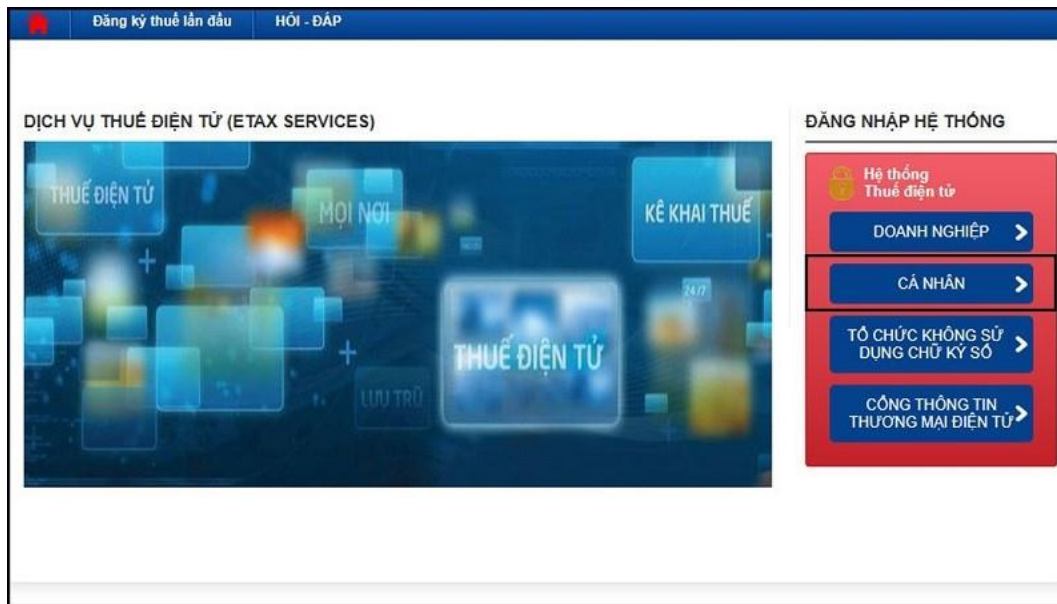 Đăng ký thuế lần đầu
HỎI - ĐÁP
DỊCH VỤ THUẾ ĐIỆN TỬ (ETAX SERVICES)
THUẾ ĐIỆN TỬ
MỌI NƠI
KÊ KHAI THUẾ
24/7
THUẾ ĐIỆN TỬ
LƯU TRỮ
ĐĂNG NHẬP HỆ THỐNG
Hệ thống
Thuế điện tử
DOANH NGHIỆP
CÁ NHÂN
TỔ CHỨC KHÔNG SỬ
DỤNG CHỮ KÝ SỐ
CỔNG THÔNG TIN
THƯƠNG MẠI ĐIỆN TỬ